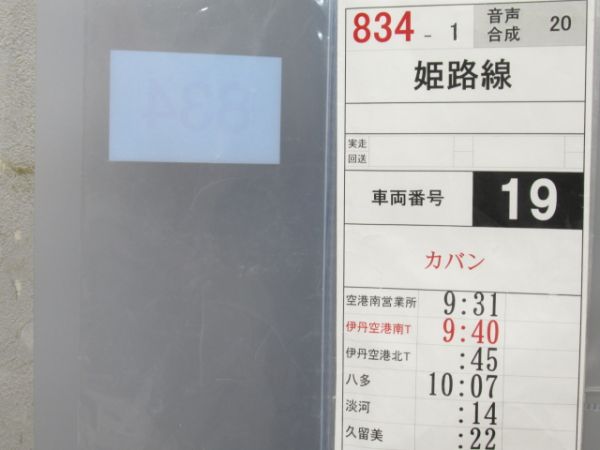 834 - 1 音声合成 20
姫路線
実走
回送
車両番号 19
カバン
空港南営業所 9:31
伊丹空港南T 9:40
伊丹空港北T :45
八多 10:07
淡河 :14
久留美 :22
834